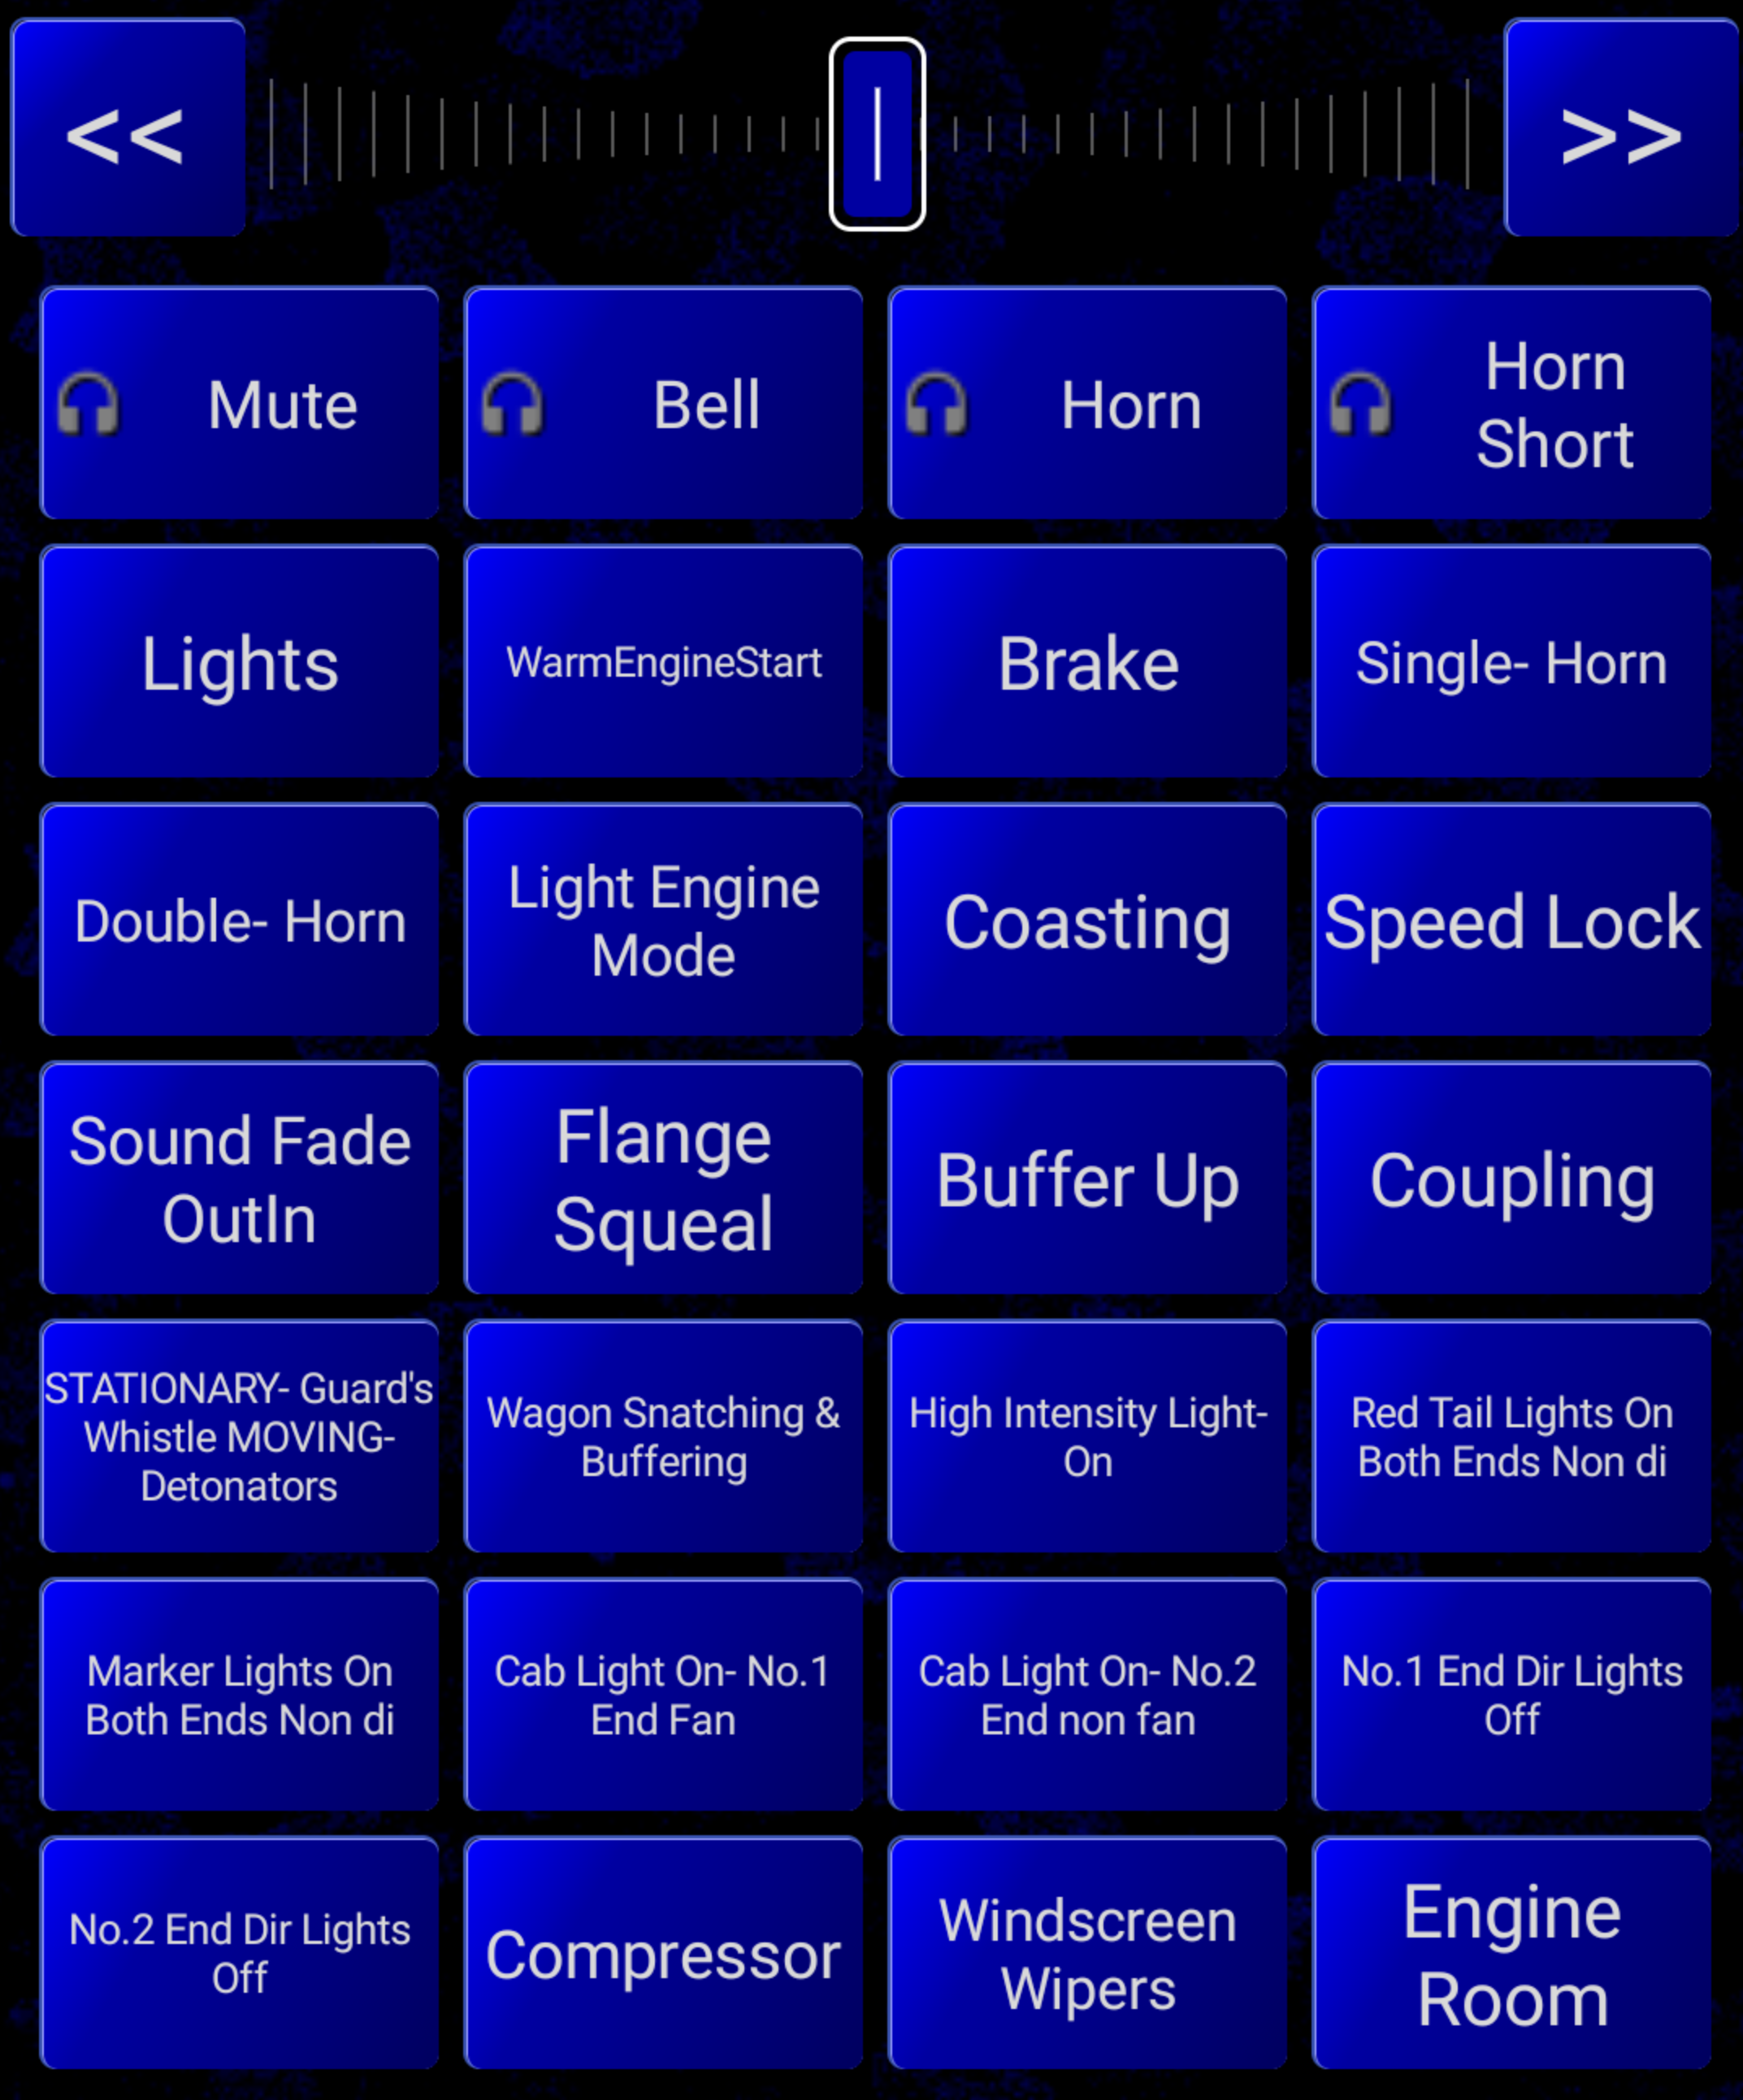 <<
>>
Mute
Bell
Horn
Horn
Short
Lights
WarmEngineStart
Brake
Single- Horn
Double- Horn
Light Engine
Mode
Coasting
Speed Lock
Sound Fade
OutIn
Flange
Squeal
Buffer Up
Coupling
STATIONARY- Guard's
Whistle MOVING-
Detonators
Wagon Snatching &
Buffering
High Intensity Light-
On
Red Tail Lights On
Both Ends Non di
Marker Lights On
Both Ends Non di
Cab Light On- No.1
End Fan
Cab Light On- No.2
End non fan
No.1 End Dir Lights
Off
No.2 End Dir Lights
Off
Compressor
Windscreen
Wipers
Engine
Room